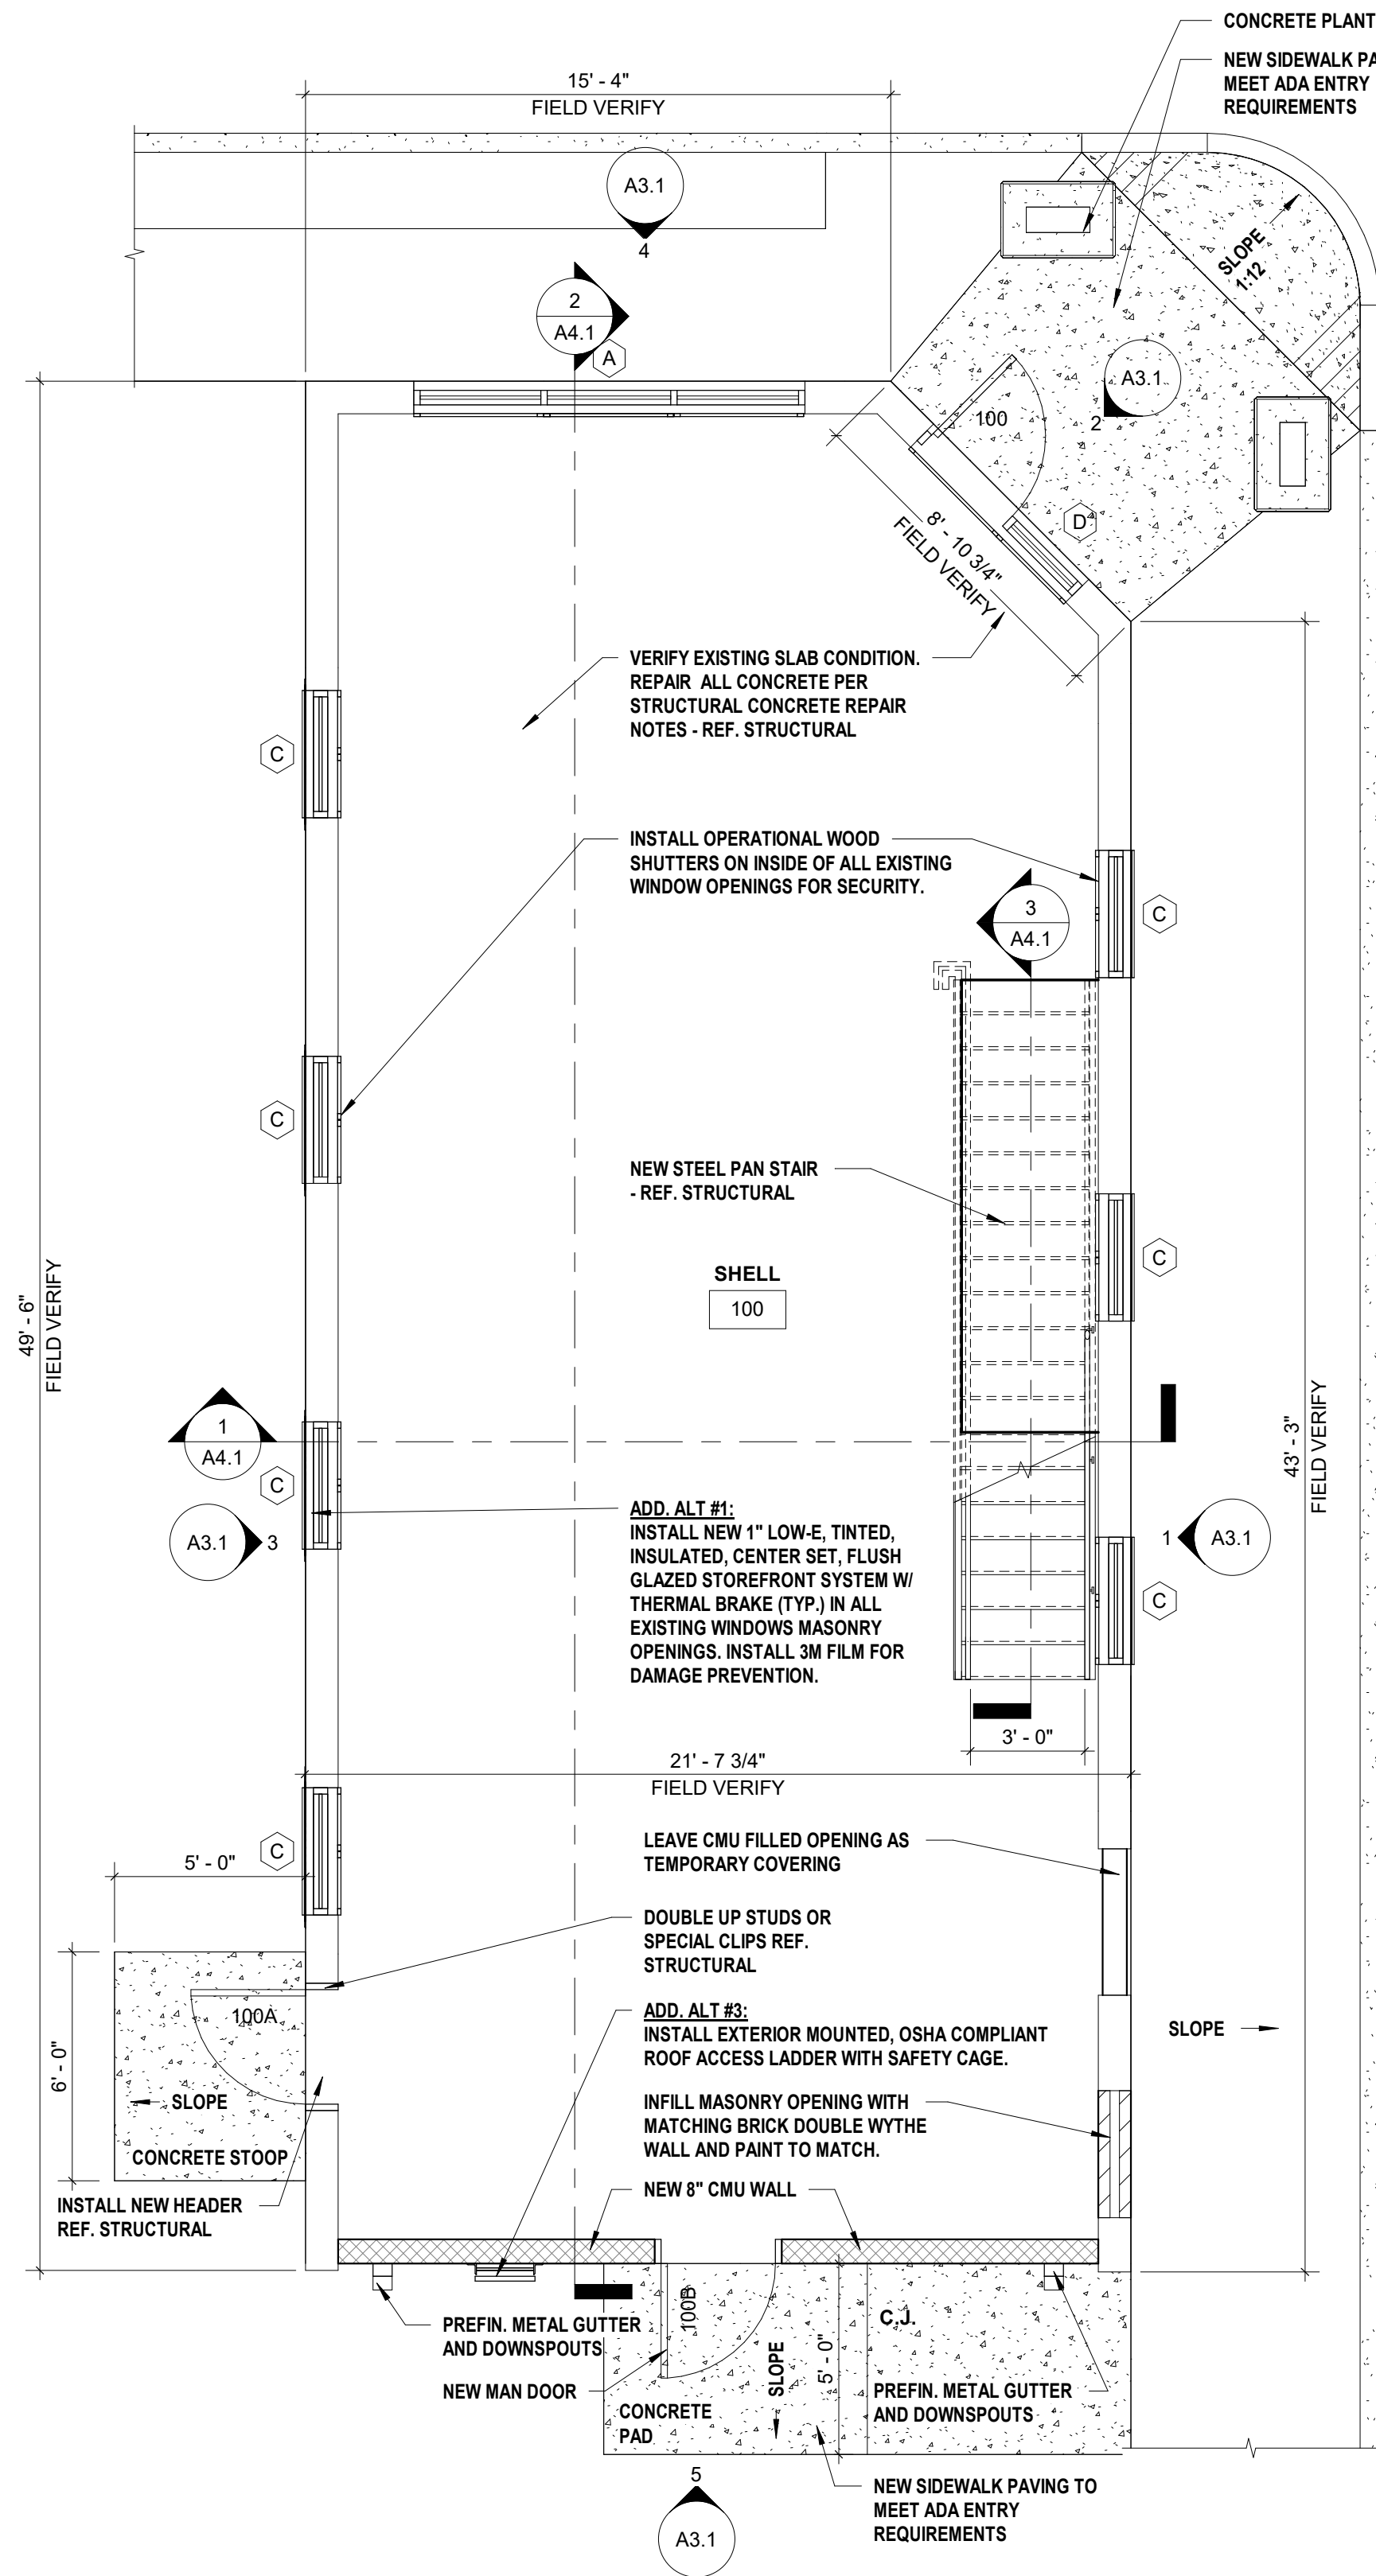 CONCRETE PLANT
NEW SIDEWALK PA
MEET ADA ENTRY
REQUIREMENTS
15' - 4"
FIELD VERIFY
A3.1
4
2
A4.1
A
SLOPE
1:12
A3.1
2
100
D
8' - 10 3/4"
FIELD VERIFY
VERIFY EXISTING SLAB CONDITION.
REPAIR ALL CONCRETE PER
STRUCTURAL CONCRETE REPAIR
NOTES - REF. STRUCTURAL
C
INSTALL OPERATIONAL WOOD
SHUTTERS ON INSIDE OF ALL EXISTING
WINDOW OPENINGS FOR SECURITY.
3
A4.1
C
C
NEW STEEL PAN STAIR
- REF. STRUCTURAL
C
SHELL
100
49' - 6"
FIELD VERIFY
43' - 3"
FIELD VERIFY
1
A4.1
C
A3.1
3
ADD. ALT #1:
INSTALL NEW 1" LOW-E, TINTED,
INSULATED, CENTER SET, FLUSH
GLAZED STOREFRONT SYSTEM W/
THERMAL BRAKE (TYP.) IN ALL
EXISTING WINDOWS MASONRY
OPENINGS. INSTALL 3M FILM FOR
DAMAGE PREVENTION.
1
A3.1
C
3' - 0"
21' - 7 3/4"
FIELD VERIFY
C
5' - 0"
LEAVE CMU FILLED OPENING AS
TEMPORARY COVERING
DOUBLE UP STUDS OR
SPECIAL CLIPS REF.
STRUCTURAL
100A
6' - 0"
SLOPE
CONCRETE STOOP
ADD. ALT #3:
INSTALL EXTERIOR MOUNTED, OSHA COMPLIANT
ROOF ACCESS LADDER WITH SAFETY CAGE.
SLOPE
INFILL MASONRY OPENING WITH
MATCHING BRICK DOUBLE WYTHE
WALL AND PAINT TO MATCH.
INSTALL NEW HEADER
REF. STRUCTURAL
NEW 8" CMU WALL
PREFIN. METAL GUTTER
AND DOWNSPOUTS
100B
C.J.
SLOPE
5' - 0"
NEW MAN DOOR
PREFIN. METAL GUTTER
AND DOWNSPOUTS
CONCRETE
PAD
5
A3.1
NEW SIDEWALK PAVING TO
MEET ADA ENTRY
REQUIREMENTS